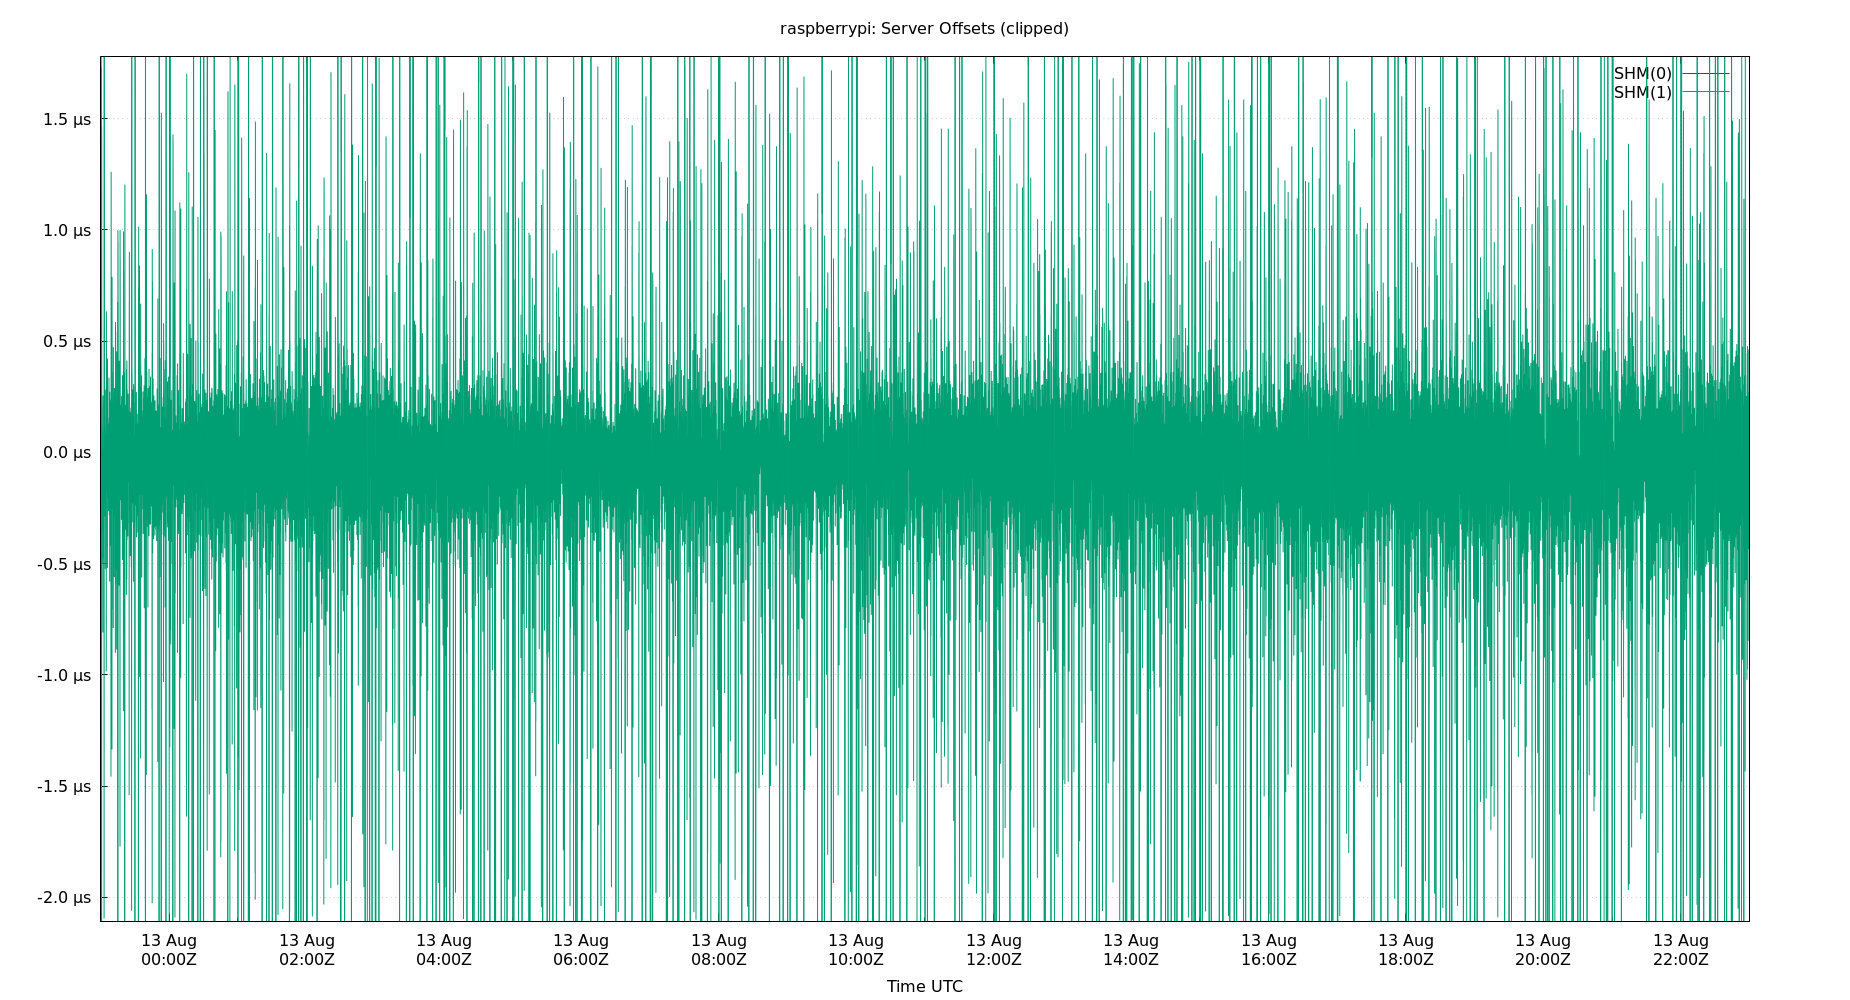 raspberrypi: Server Offsets (clipped)
SHM(0)
SHM(1)
1.5 µs
1.0 µs
0.5 µs
0.0 µs
-0.5 µs
-1.0 µs
-1.5 µs
-2.0 µs
13 Aug 13 Aug 13 Aug 13 Aug 13 Aug 13 Aug 13 Aug 13 Aug 13 Aug 13 Aug 13 Aug 13 Aug
00:00Z 02:00Z 04:00Z 06:00Z 08:00Z 10:00Z 12:00Z 14:00Z 16:00Z 18:00Z 20:00Z 22:00Z
Time UTC